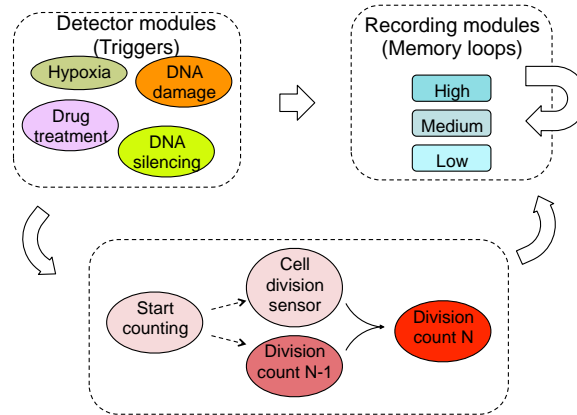 Detector modules
(Triggers)
Hypoxia
DNA
damage
Drug
treatment
DNA
silencing
Recording modules
(Memory loops)
High
Medium
Low
Start
counting
Cell
division
sensor
Division
count N-1
Division
count N